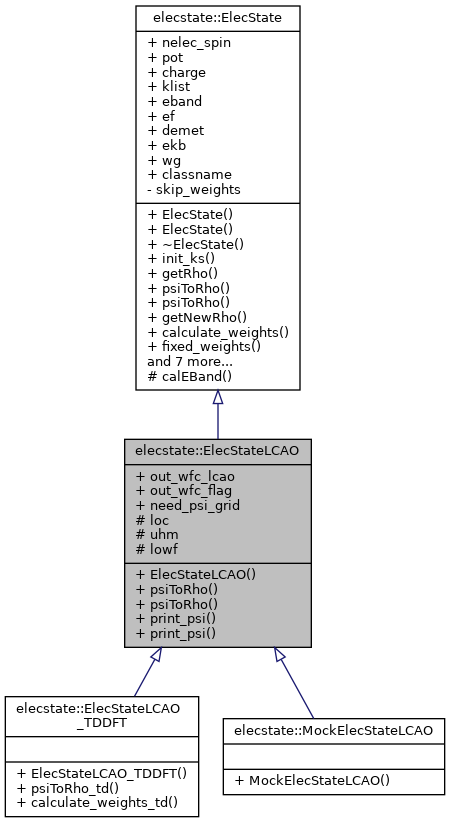 elecstate::ElecState
+ nelec_spin
+ pot
+ charge
+ klist
+ eband
+ ef
+ demet
+ ekb
+ wg
+ classname
- skip_weights
+ ElecState()
+ ElecState()
+ ~ElecState()
+ init_ks()
+ getRho()
+ psiToRho()
+ psiToRho()
+ getNewRho()
+ calculate_weights()
+ fixed_weights()
and 7 more...
# calEBand()
elecstate::ElecStateLCAO
+ out_wfc_lcao
+ out_wfc_flag
+ need_psi_grid
# loc
# uhm
# lowf
+ ElecStateLCAO()
+ psiToRho()
+ psiToRho()
+ print_psi()
+ print_psi()
elecstate::ElecStateLCAO
_TDDFT
+ ElecStateLCAO_TDDFT()
+ psiToRho_td()
+ calculate_weights_td()
elecstate::MockElecStateLCAO
+ MockElecStateLCAO()